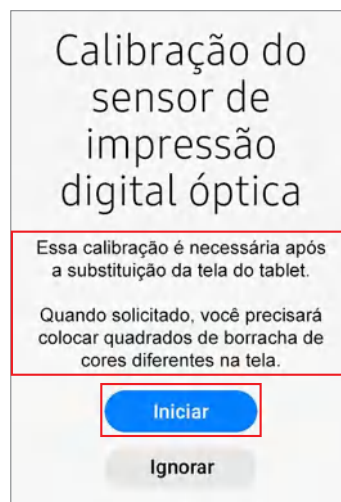 Calibração do
sensor de
impressão
digital óptica
Essa calibração é necessária após
a substituição da tela do tablet.
Quando solicitado, você precisará
colocar quadrados de borracha de
cores diferentes na tela.
Iniciar
Ignorar